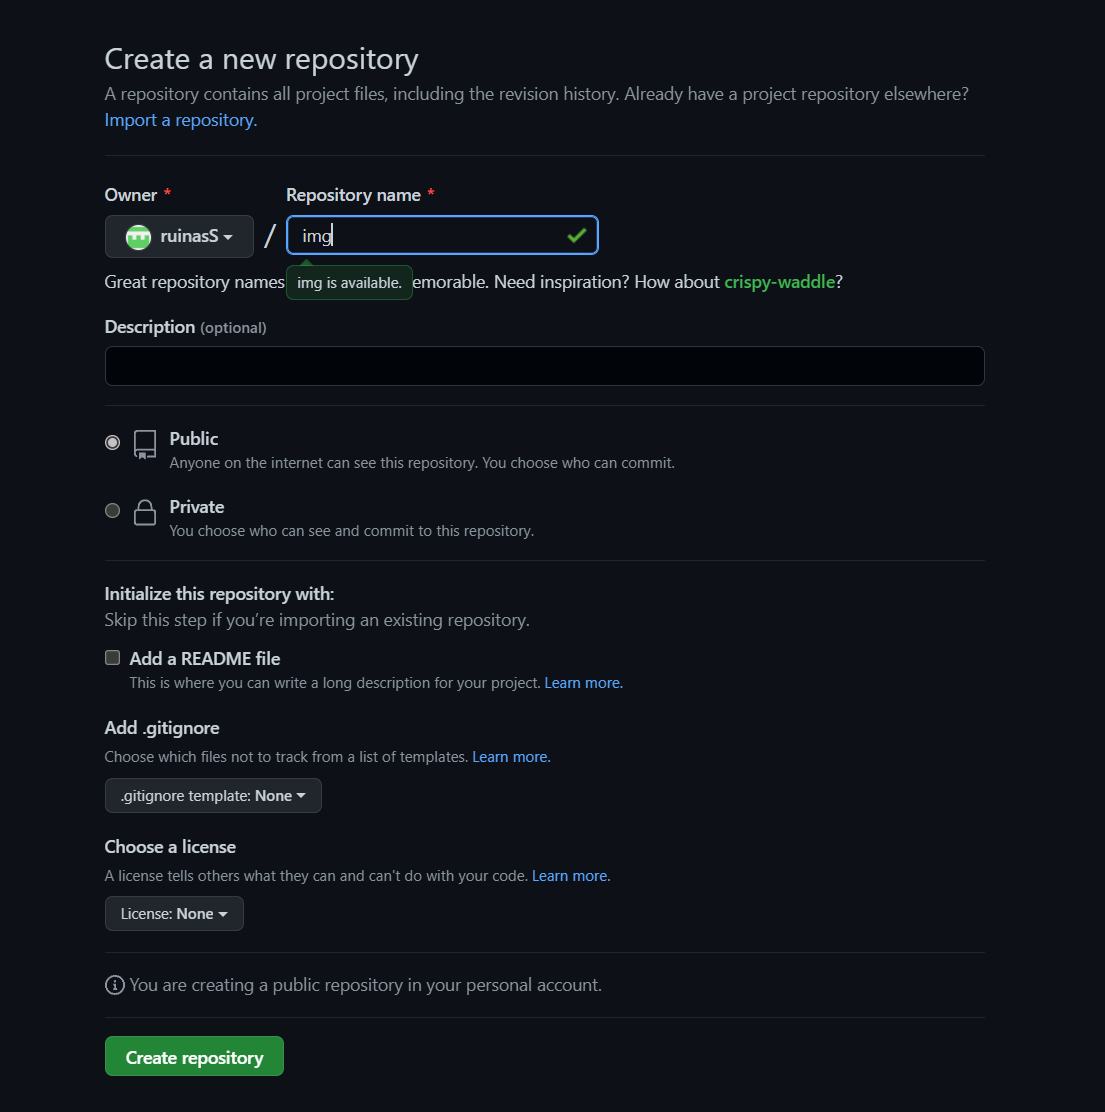 Create a new repository
A repository contains all project files, including the revision history. Already have a project repository elsewhere?
Import a repository.
Owner *
Repository name *
ruinasS
/
img
Great repository names
img is available.
emorable. Need inspiration? How about crispy-waddle?
Description (optional)
Public
Anyone on the internet can see this repository. You choose who can commit.
Private
You choose who can see and commit to this repository.
Initialize this repository with:
Skip this step if you’re importing an existing repository.
Add a README file
This is where you can write a long description for your project. Learn more.
Add .gitignore
Choose which files not to track from a list of templates. Learn more.
.gitignore template: None
Choose a license
A license tells others what they can and can't do with your code. Learn more.
License: None
You are creating a public repository in your personal account.
Create repository